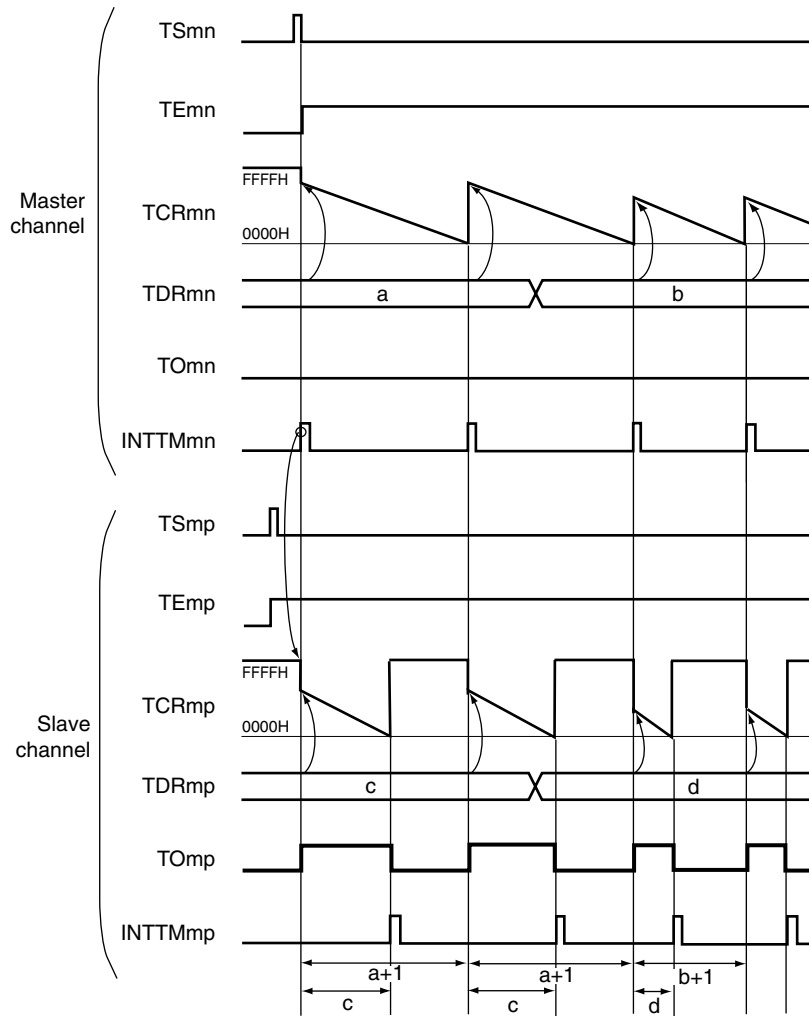 TSmn
TEmn
FFFFH
Master
channel
TCRmn
0000H
TDRmn
a
b
TOmn
INTTMmn
TSmp
TEmp
FFFFH
TCRmp
0000H
Slave
channel
TDRmp
c
d
TOmp
INTTMmp
a+1
a+1
b+1
c
c
d